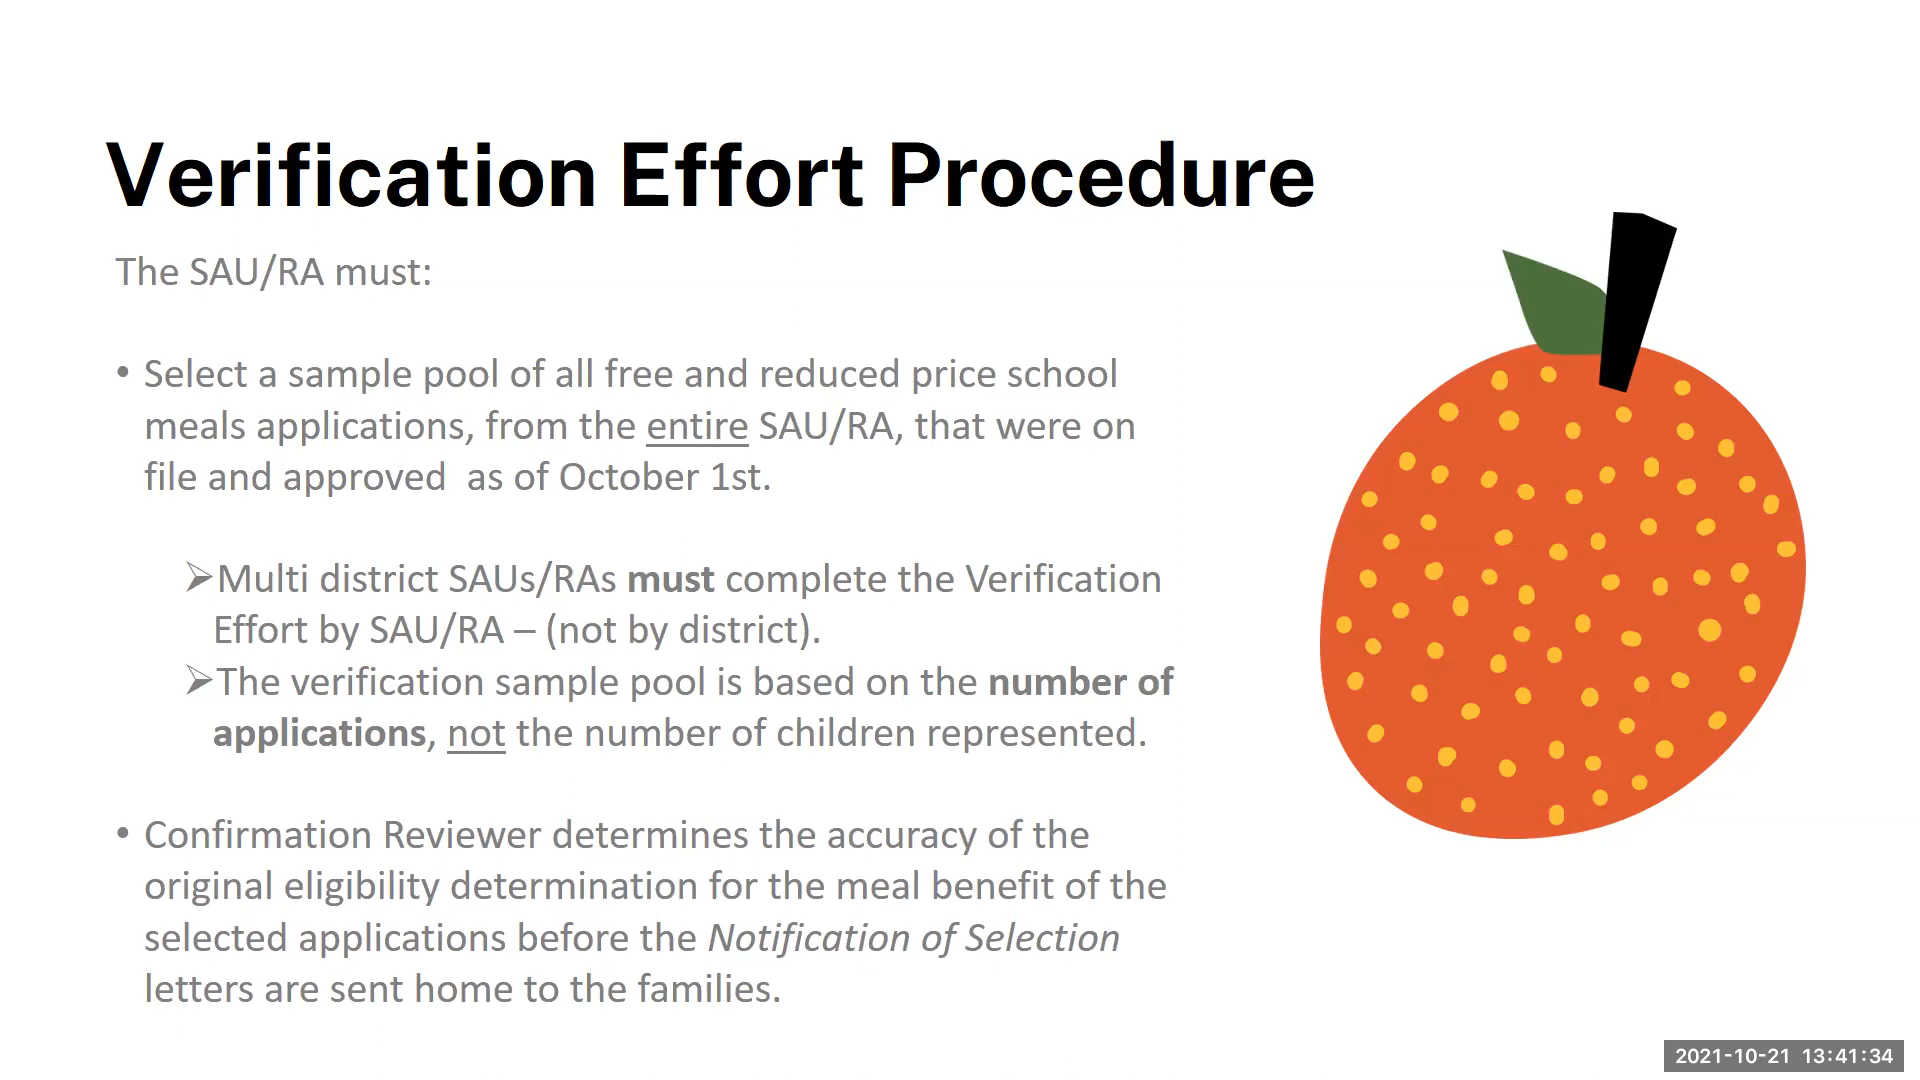 Verification Effort Procedure
The SAU/RA must:
• Select a sample pool of all free and reduced price school
meals applications, from the entire SAU/RA, that were on
file and approved  as of October 1st.
➢Multi district SAUs/RAs must complete the Verification
Effort by SAU/RA – (not by district).
➢The verification sample pool is based on the number of
applications, not the number of children represented.
• Confirmation Reviewer determines the accuracy of the
original eligibility determination for the meal benefit of the
selected applications before the Notification of Selection
letters are sent home to the families.
2021-10-21 13:41:34